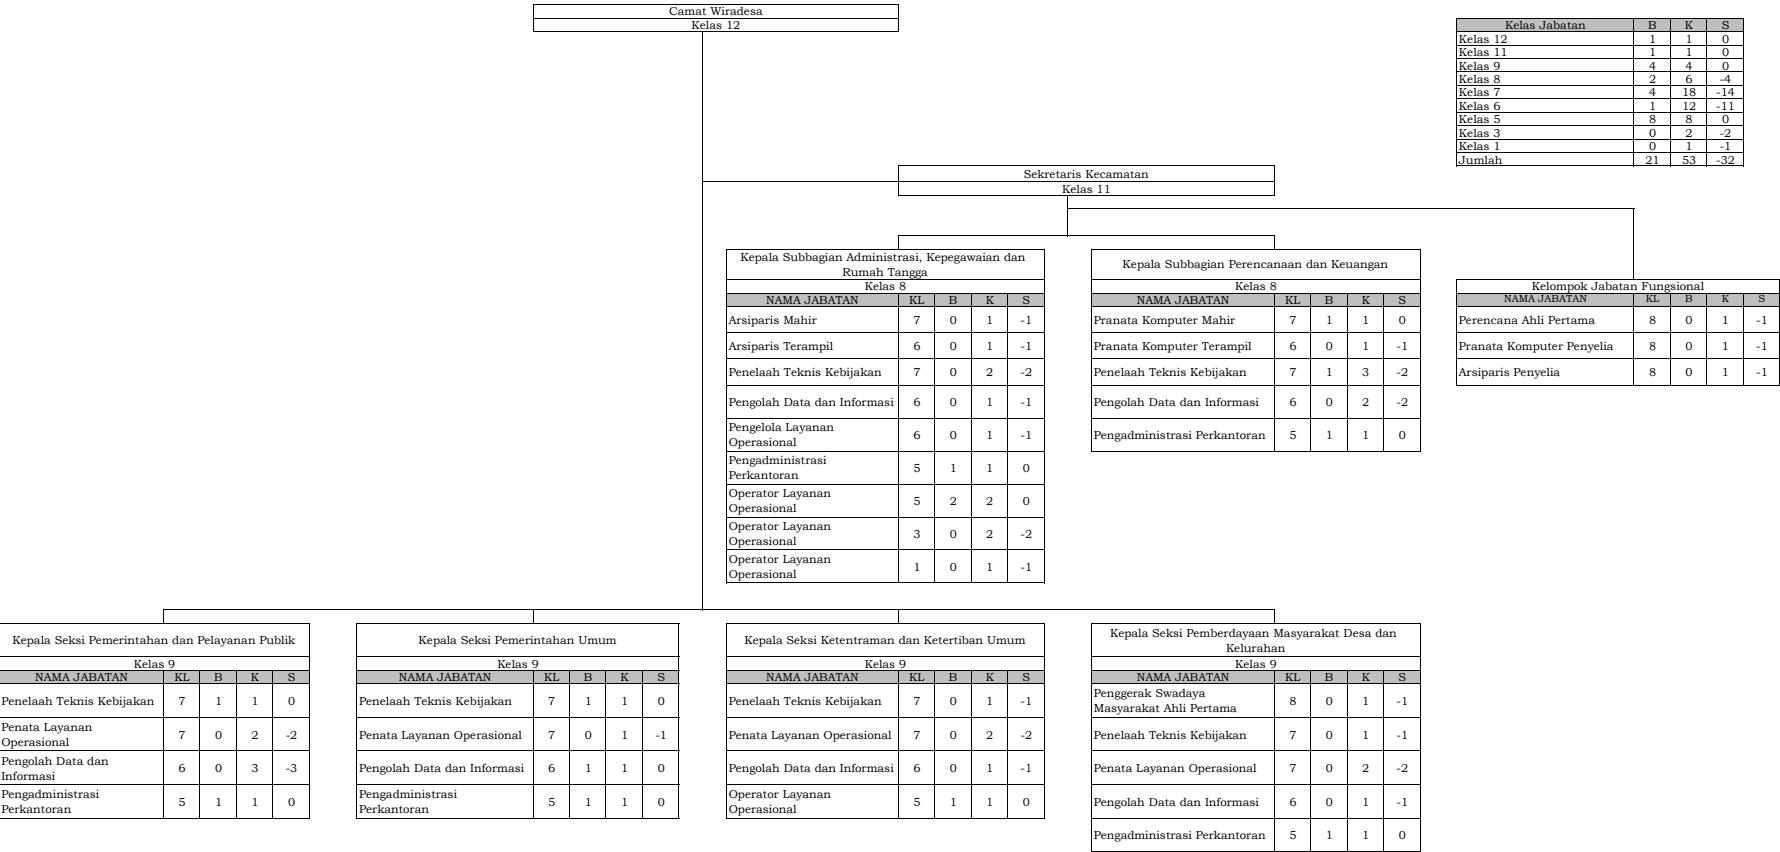 Camat Wiradesa
Kelas 12
Kelas Jabatan B K S
Kelas 12 1 1 0
Kelas 11 1 1 0
Kelas 9 4 4 0
Kelas 8 2 6 -4
Kelas 7 4 18 -14
Kelas 6 1 12 -11
Kelas 5 8 8 0
Kelas 3 0 2 -2
Kelas 1 0 1 -1
Jumlah 21 53 -32
Sekretaris Kecamatan
Kelas 11
Kepala Subbagian Administrasi, Kepegawaian dan
Rumah Tangga
Kelas 8
NAMA JABATAN KL B K S
Arsiparis Mahir 7 0 1 -1
Arsiparis Terampil 6 0 1 -1
Penelaah Teknis Kebijakan 7 0 2 -2
Pengolah Data dan Informasi 6 0 1 -1
Pengelola Layanan
Operasional 6 0 1 -1
Pengadministrasi
Perkantoran 5 1 1 0
Operator Layanan
Operasional 5 2 2 0
Operator Layanan
Operasional 3 0 2 -2
Operator Layanan
Operasional 1 0 1 -1
Kepala Subbagian Perencanaan dan Keuangan
Kelas 8
NAMA JABATAN KL B K S
Pranata Komputer Mahir 7 1 1 0
Pranata Komputer Terampil 6 0 1 -1
Penelaah Teknis Kebijakan 7 1 3 -2
Pengolah Data dan Informasi 6 0 2 -2
Pengadministrasi Perkantoran 5 1 1 0
Kelompok Jabatan Fungsional
NAMA JABATAN KL B K S
Perencana Ahli Pertama 8 0 1 -1
Pranata Komputer Penyelia 8 0 1 -1
Arsiparis Penyelia 8 0 1 -1
Kepala Seksi Pemerintahan dan Pelayanan Publik
Kelas 9
NAMA JABATAN KL B K S
Penelaah Teknis Kebijakan 7 1 1 0
Penata Layanan
Operasional 7 0 2 -2
Pengolah Data dan
Informasi 6 0 3 -3
Pengadministrasi
Perkantoran 5 1 1 0
Kepala Seksi Pemerintahan Umum
Kelas 9
NAMA JABATAN KL B K S
Penelaah Teknis Kebijakan 7 1 1 0
Penata Layanan Operasional 7 0 1 -1
Pengolah Data dan Informasi 6 1 1 0
Pengadministrasi
Perkantoran 5 1 1 0
Kepala Seksi Ketentraman dan Ketertiban Umum
Kelas 9
NAMA JABATAN KL B K S
Penelaah Teknis Kebijakan 7 0 1 -1
Penata Layanan Operasional 7 0 2 -2
Pengolah Data dan Informasi 6 0 1 -1
Operator Layanan
Operasional 5 1 1 0
Kepala Seksi Pemberdayaan Masyarakat Desa dan
Kelurahan
Kelas 9
NAMA JABATAN KL B K S
Penggerak Swadaya
Masyarakat Ahli Pertama 8 0 1 -1
Penelaah Teknis Kebijakan 7 0 1 -1
Penata Layanan Operasional 7 0 2 -2
Pengolah Data dan Informasi 6 0 1 -1
Pengadministrasi Perkantoran 5 1 1 0